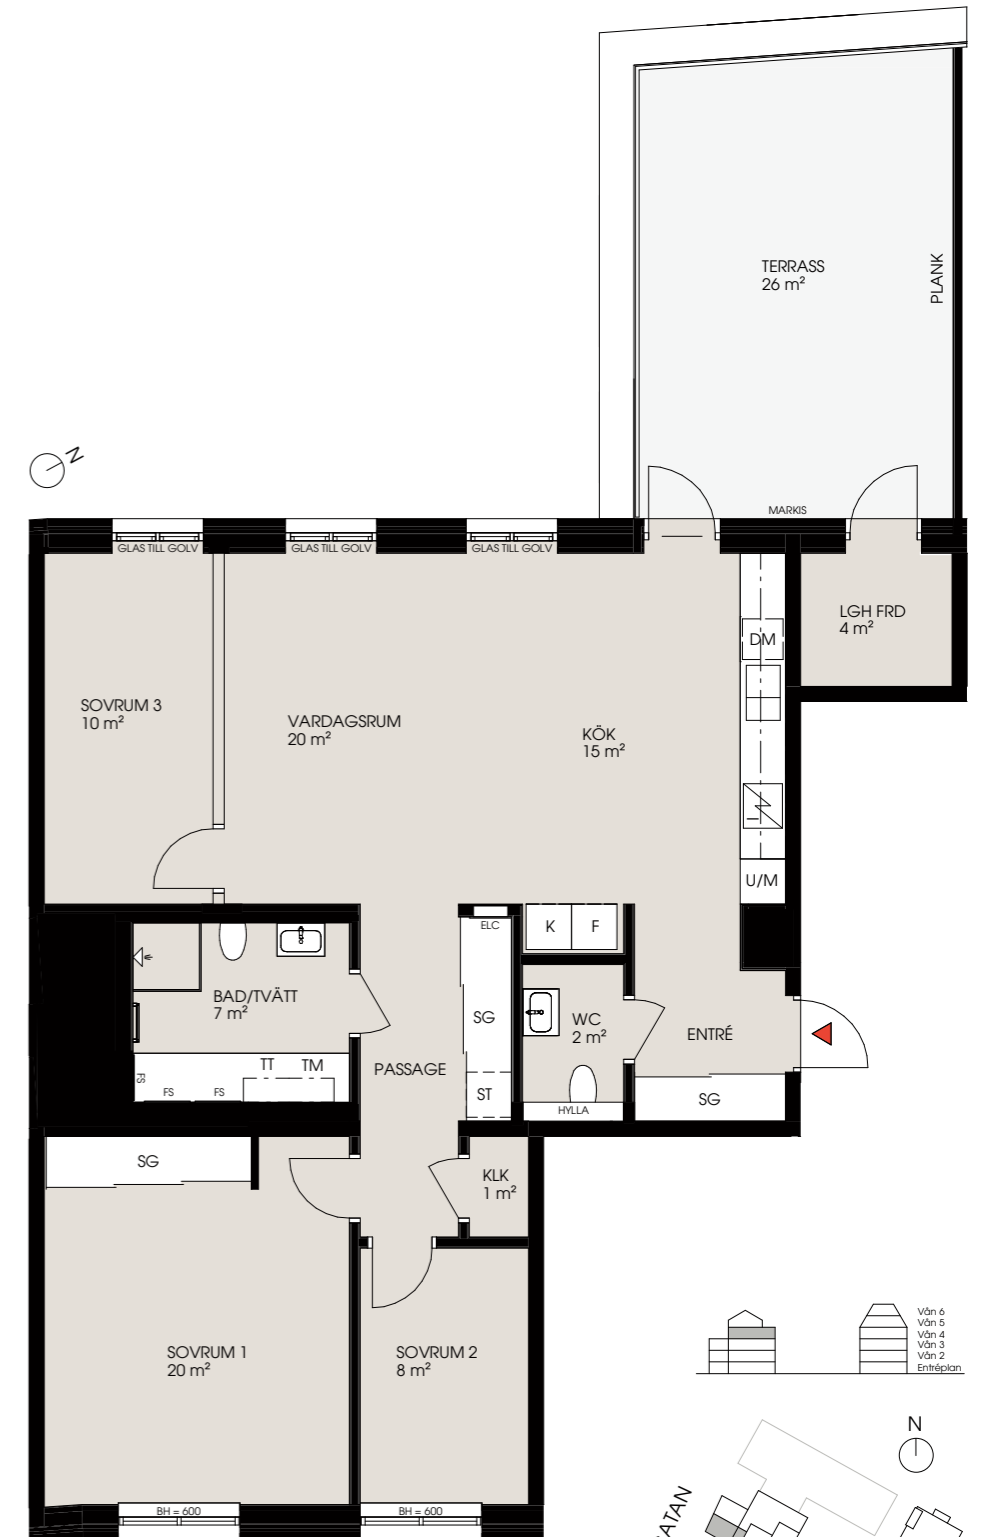 TERRASS
26 m²
PLANK
N
MARKIS
GLAS TILL GOLV
GLAS TILL GOLV
GLAS TILL GOLV
LGH FRD
4 m²
DM
SOVRUM 3
10 m²
VARDAGSRUM
20 m²
KÖK
15 m²
U/M
ELC
K
F
BAD/TVÄTT
7 m²
SG
WC
2 m²
ENTRÉ
PASSAGE
TT
TM
FS
FS
FS
ST
HYLLA
SG
SG
KLK
1 m²
SOVRUM 1
20 m²
SOVRUM 2
8 m²
Vån 6
Vån 5
Vån 4
Vån 3
Vån 2
Entréplan
N
BH = 600
BH = 600